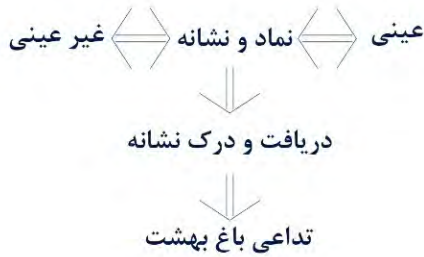 عینی نماد و نشانه غیر عینی
دریافت و درک نشانه
تداعی باغ بهشت